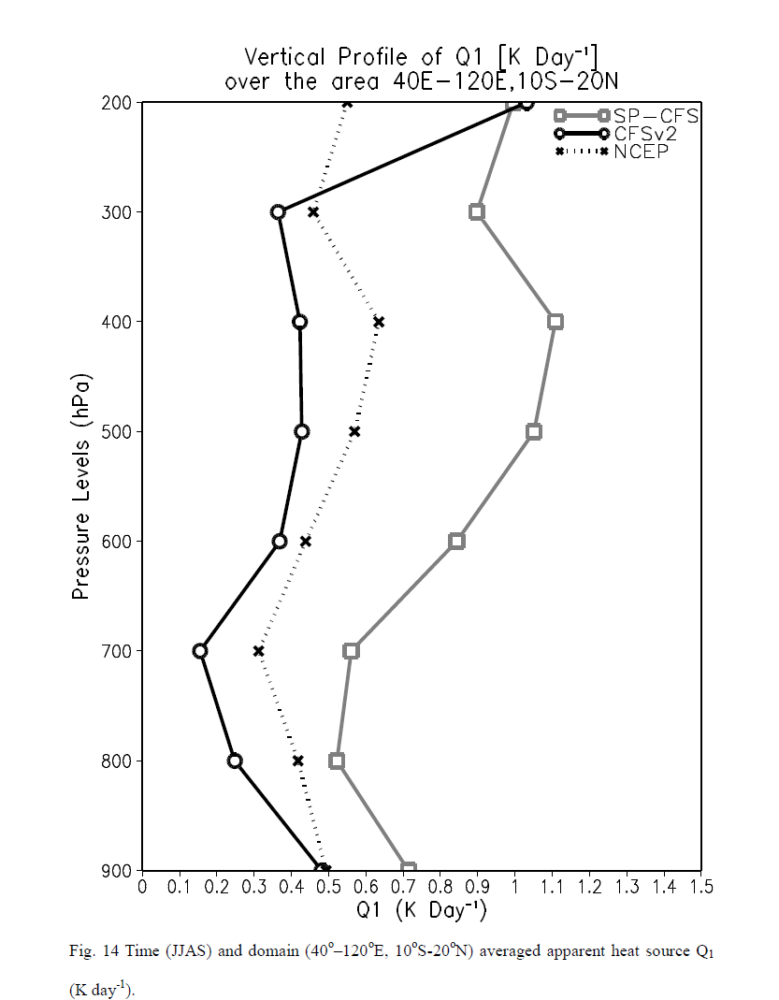 Vertical Profile of Q1 [K Day⁻¹]
over the area 40E−120E,10S−20N
SP−CFS
CFSv2
NCEP
200
300
400
500
600
700
800
900
Pressure Levels (hPa)
0 0.1 0.2 0.3 0.4 0.5 0.6 0.7 0.8 0.9 1 1.1 1.2 1.3 1.4 1.5
Q1 (K Day⁻¹)
Fig. 14 Time (JJAS) and domain (40°–120°E, 10°S-20°N) averaged apparent heat source Q₁
(K day⁻¹).